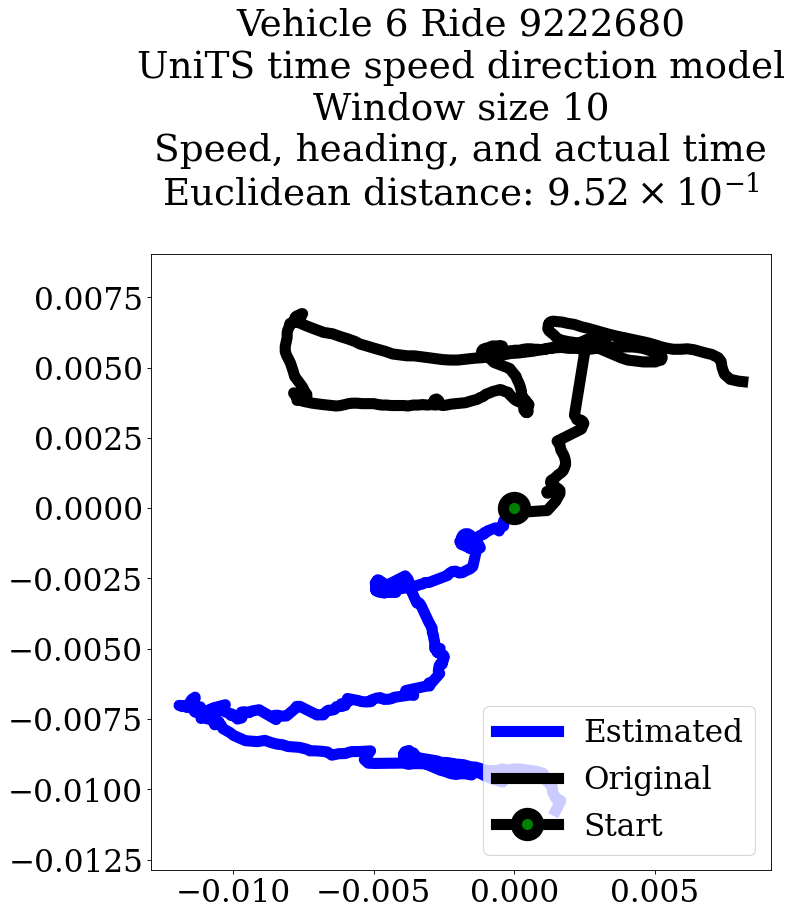 Vehicle 6 Ride 9222680
UniTS time speed direction model
Window size 10
Speed, heading, and actual time
Euclidean distance: 9.52 × 10⁻¹
0.0075
0.0050
0.0025
0.0000
−0.0025
−0.0050
−0.0075
−0.0100
−0.0125
−0.010 −0.005 0.000 0.005
Estimated
Original
Start